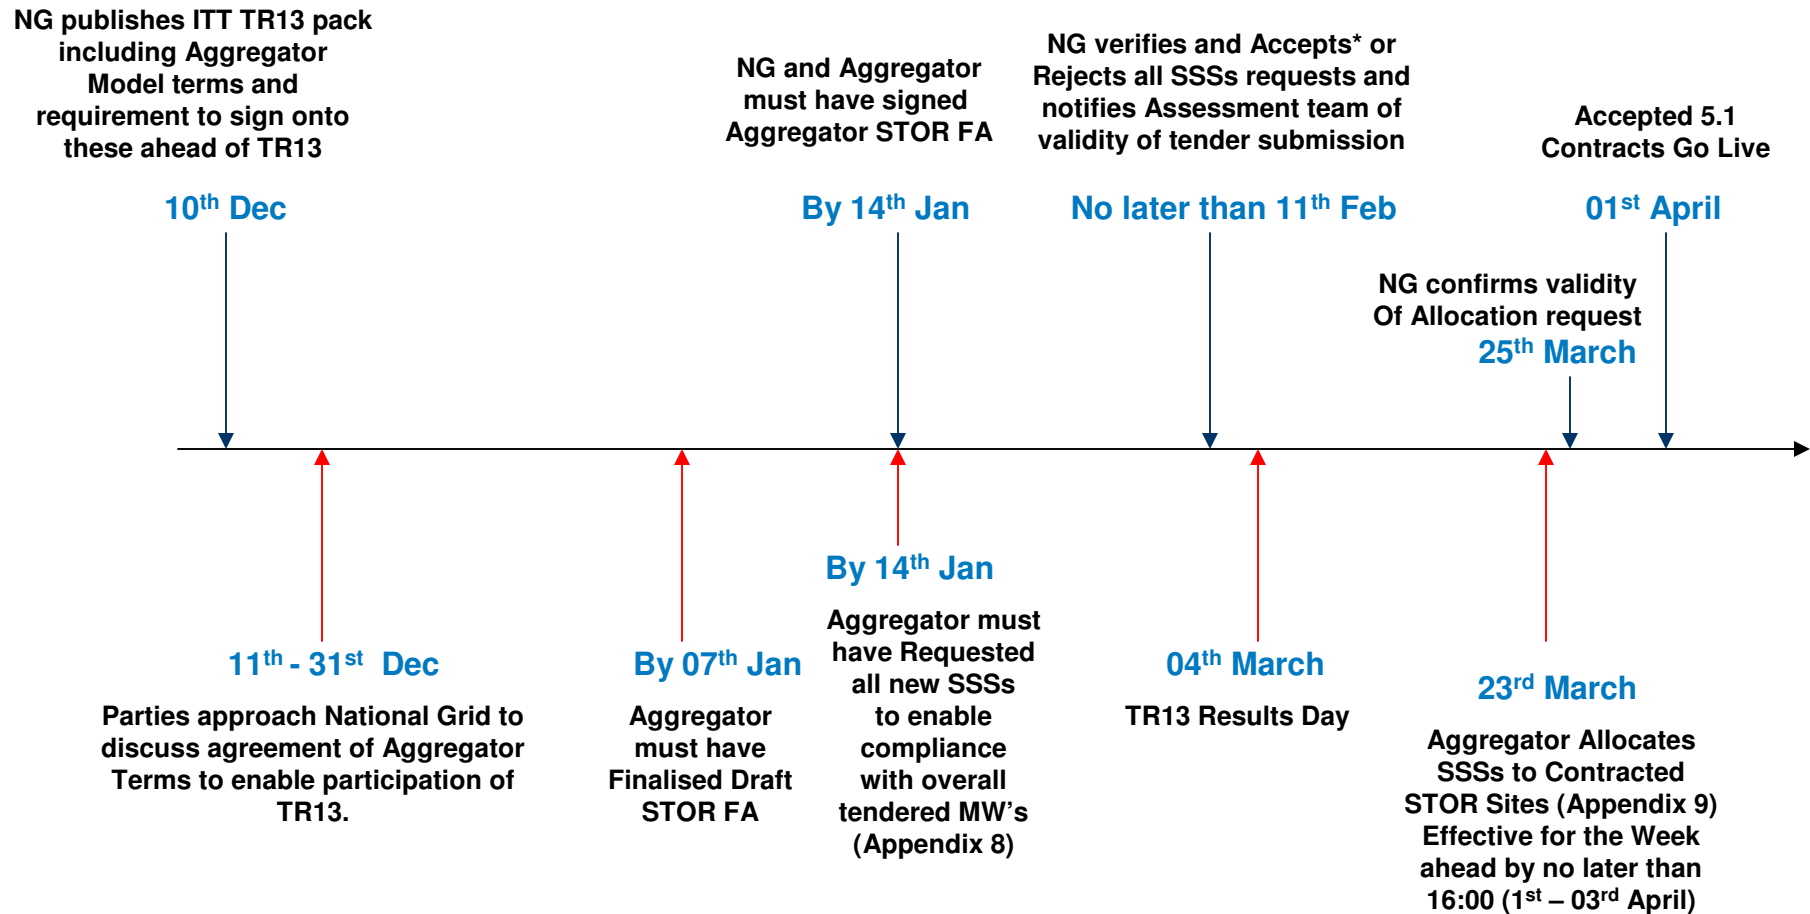 NG publishes ITT TR13 pack
including Aggregator
Model terms and
requirement to sign onto
these ahead of TR13
10th Dec
NG and Aggregator
must have signed
Aggregator STOR FA
By 14th Jan
NG verifies and Accepts* or
Rejects all SSSs requests and
notifies Assessment team of
validity of tender submission
No later than 11th Feb
Accepted 5.1
Contracts Go Live
01st April
NG confirms validity
Of Allocation request
25th March
11th - 31st Dec
Parties approach National Grid to
discuss agreement of Aggregator
Terms to enable participation of
TR13.
By 07th Jan
Aggregator
must have
Finalised Draft
STOR FA
By 14th Jan
Aggregator must
have Requested
all new SSSs
to enable
compliance
with overall
tendered MW's
(Appendix 8)
04th March
TR13 Results Day
23rd March
Aggregator Allocates
SSSs to Contracted
STOR Sites (Appendix 9)
Effective for the Week
ahead by no later than
16:00 (1st – 03rd April)